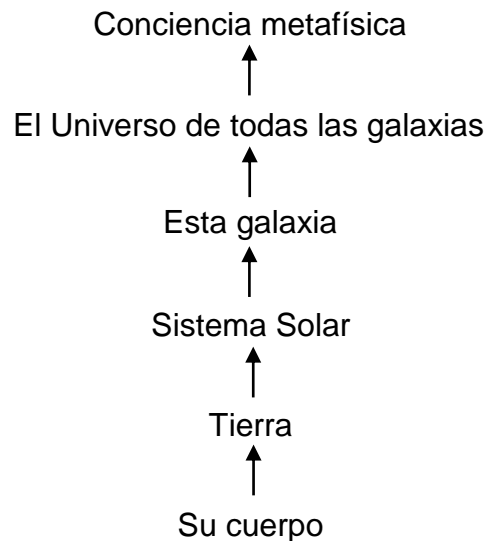 Conciencia metafísica
El Universo de todas las galaxias
Esta galaxia
Sistema Solar
Tierra
Su cuerpo